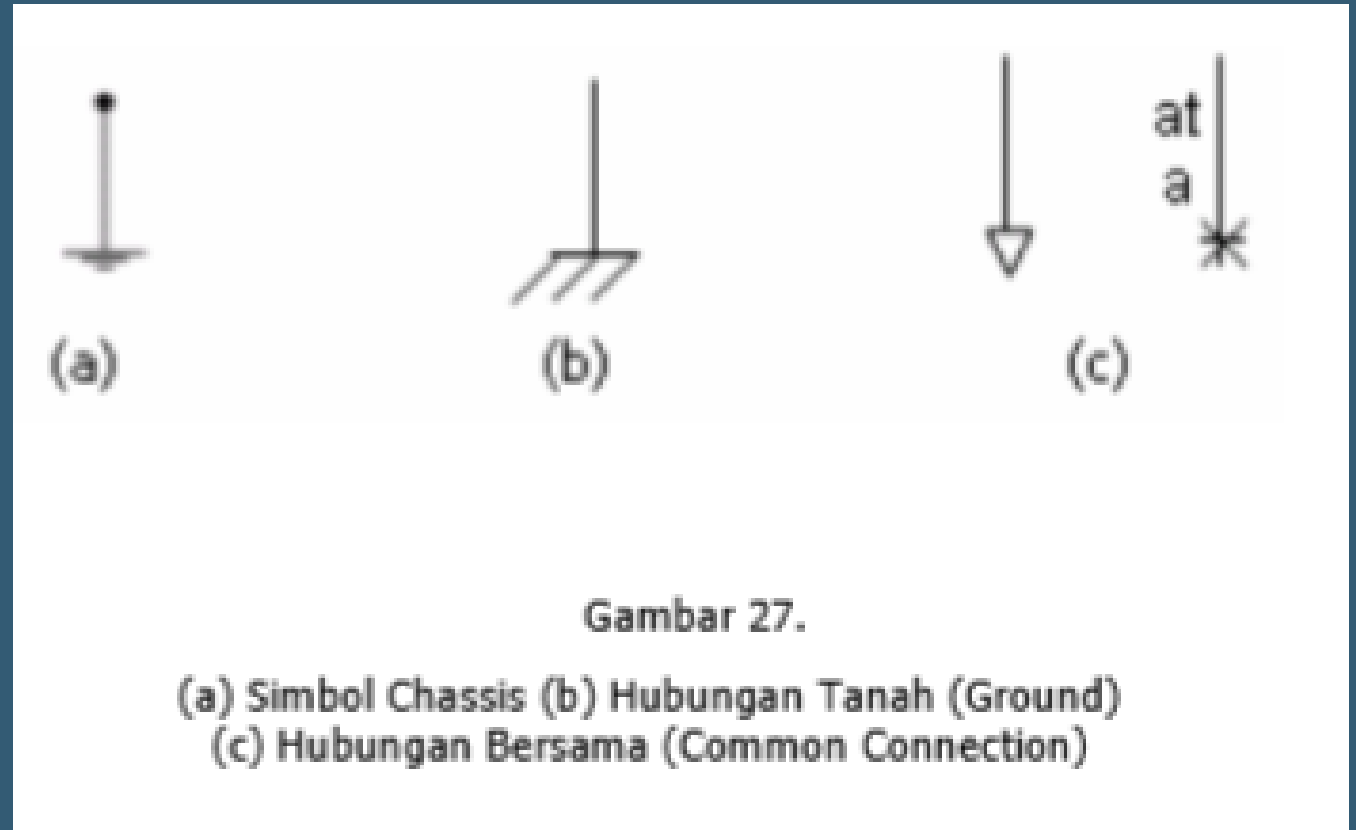 at
a
(a) (b) (c)
Gambar 27.
(a) Simbol Chassis (b) Hubungan Tanah (Ground)
(c) Hubungan Bersama (Common Connection)